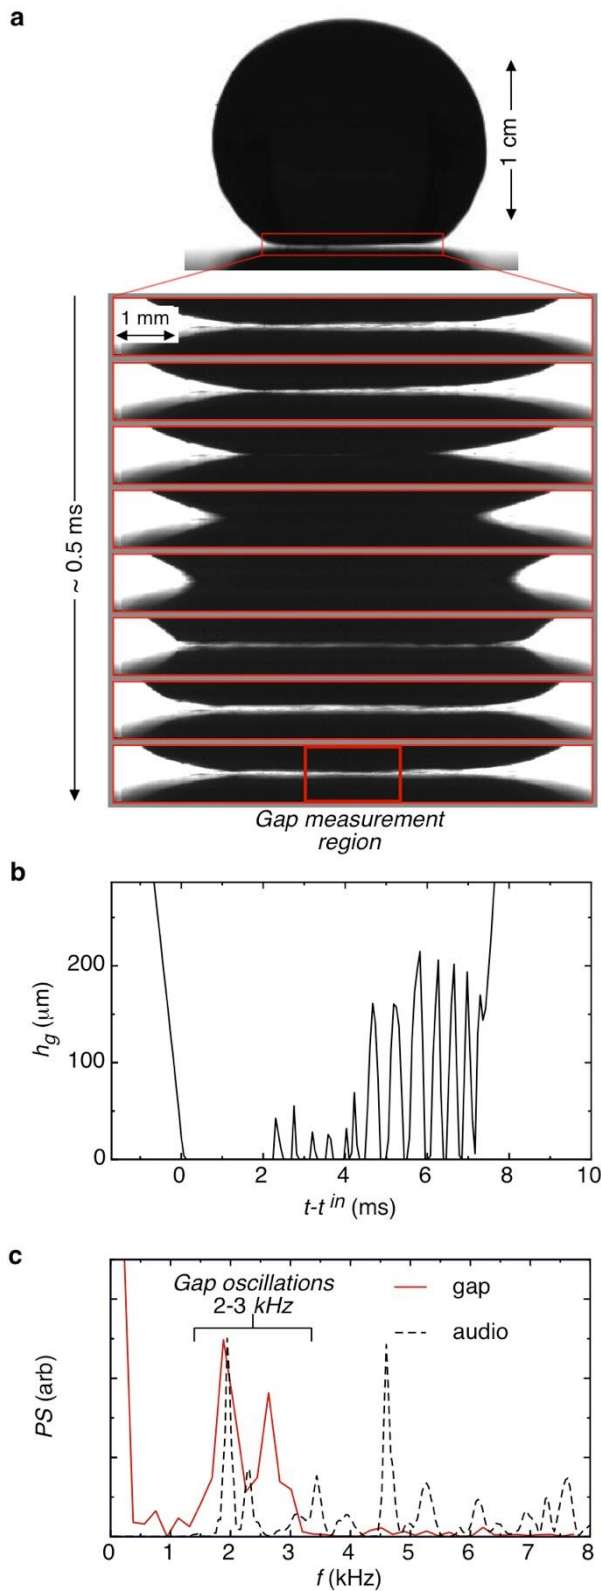 a
1 cm
1 mm
~ 0.5 ms
Gap measurement
region
b
200
100
0
h_g (μm)
0 2 4 6 8 10
t-t^in (ms)
c
Gap oscillations
2-3 kHz
gap
audio
PS (arb)
0 1 2 3 4 5 6 7 8
f (kHz)